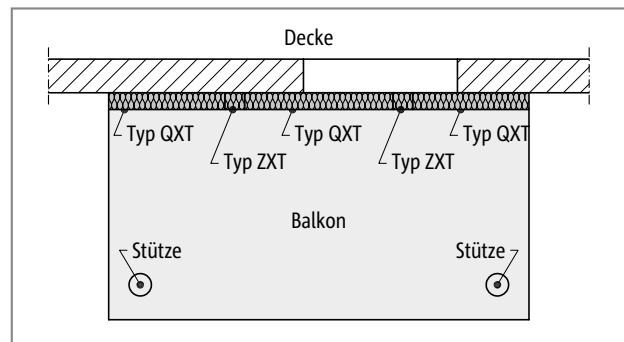 Decke
Typ QXT
Typ QXT
Typ QXT
Typ ZXT
Typ ZXT
Balkon
Stütze
Stütze